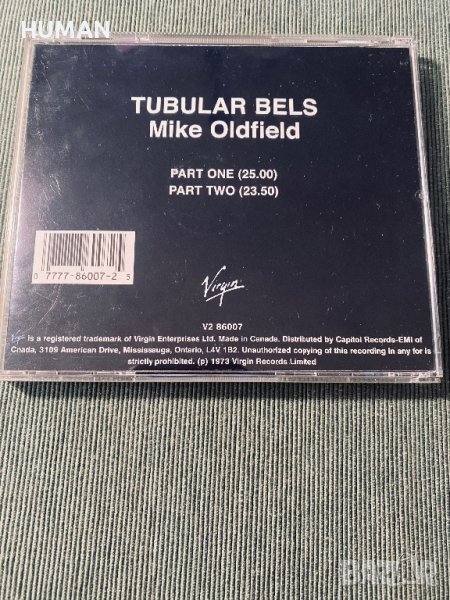 HUMAN
TUBULAR BELS
Mike Oldfield
PART ONE (25.00)
PART TWO (23.50)
0 7777-86007-2 5
Virgin
V2 86007
is a registered trademark of Virgin Enterprises Ltd. Made in Canada. Distributed by Capitol Records-EMI of
Cnada, 3109 American Drive, Mississauga, Ontario, L4V 1B2. Unauthorized copying of this recording in any for is
strictly prohibited. (p) 1973 Virgin Records Limited
BAZAR